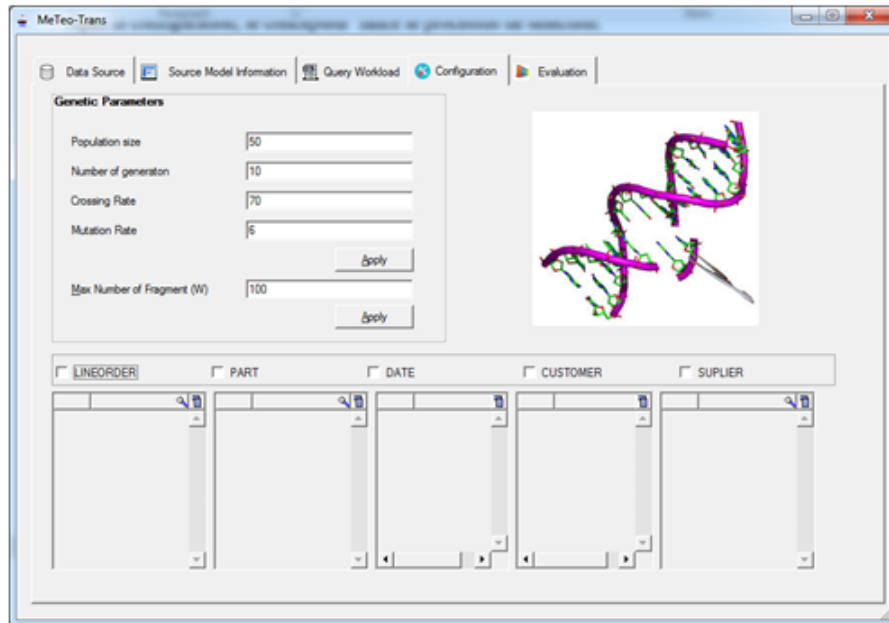 MeTeo-Trans
Data Source Source Model Information Query Workload Configuration Evaluation
Genetic Parameters
Population size 50
Number of generaton 10
Crossing Rate 70
Mutation Rate 6
Apply
Max Number of Fragment (W) 100
Apply
LINEORDER PART DATE CUSTOMER SUPLIER